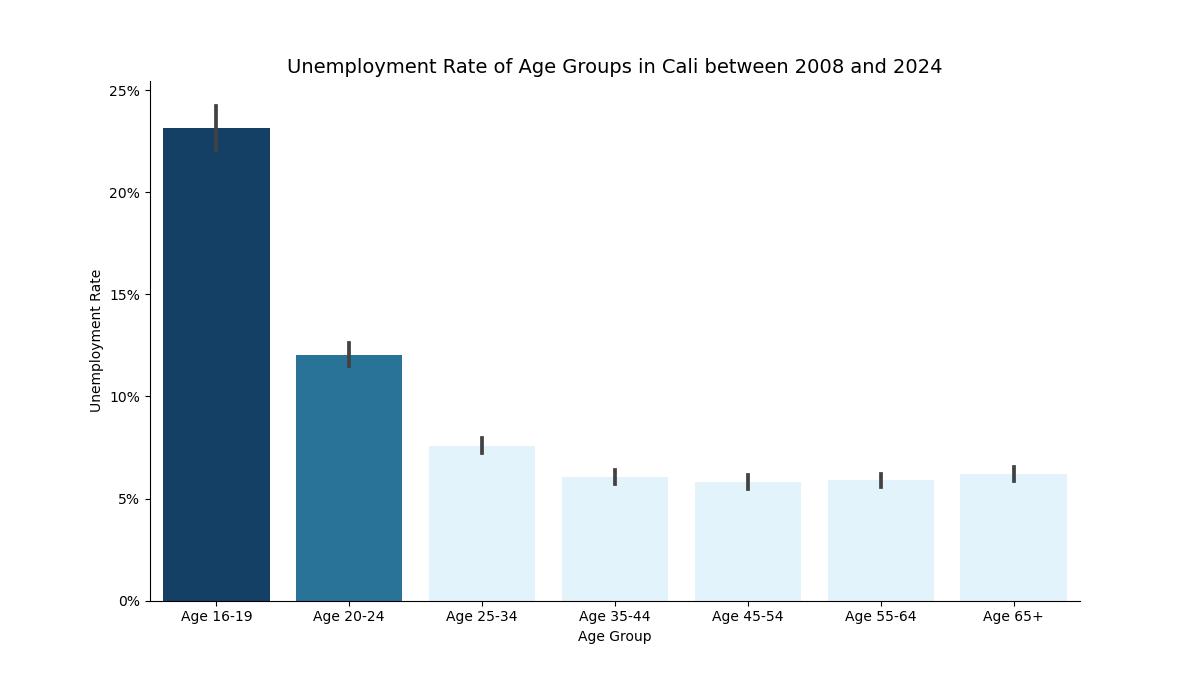 Unemployment Rate of Age Groups in Cali between 2008 and 2024
25%
20%
15%
10%
5%
0%
Unemployment Rate
Age 16-19 Age 20-24 Age 25-34 Age 35-44 Age 45-54 Age 55-64 Age 65+
Age Group